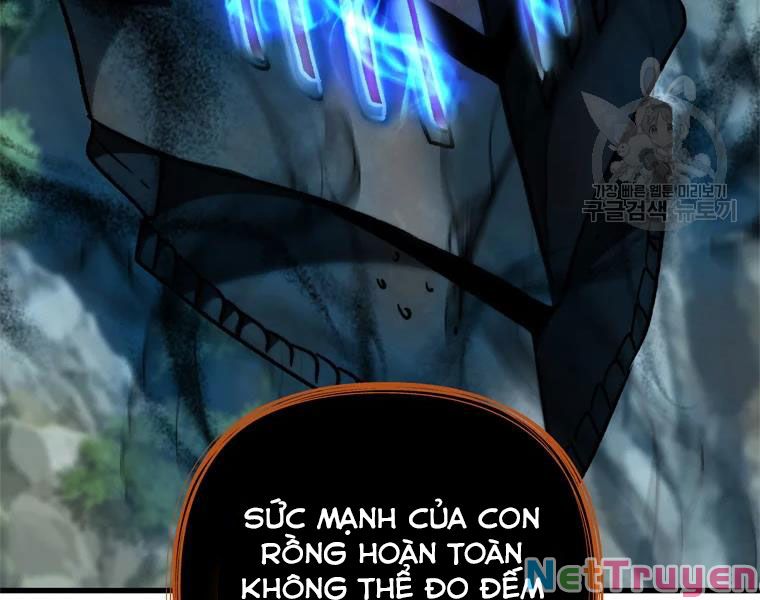 가장 빠른 웹툰 미리보기
구글검색 뉴토끼
SỨC MẠNH CỦA CON
RỒNG HOÀN TOÀN
KHÔNG THỂ ĐO ĐẾM
NetTruyen